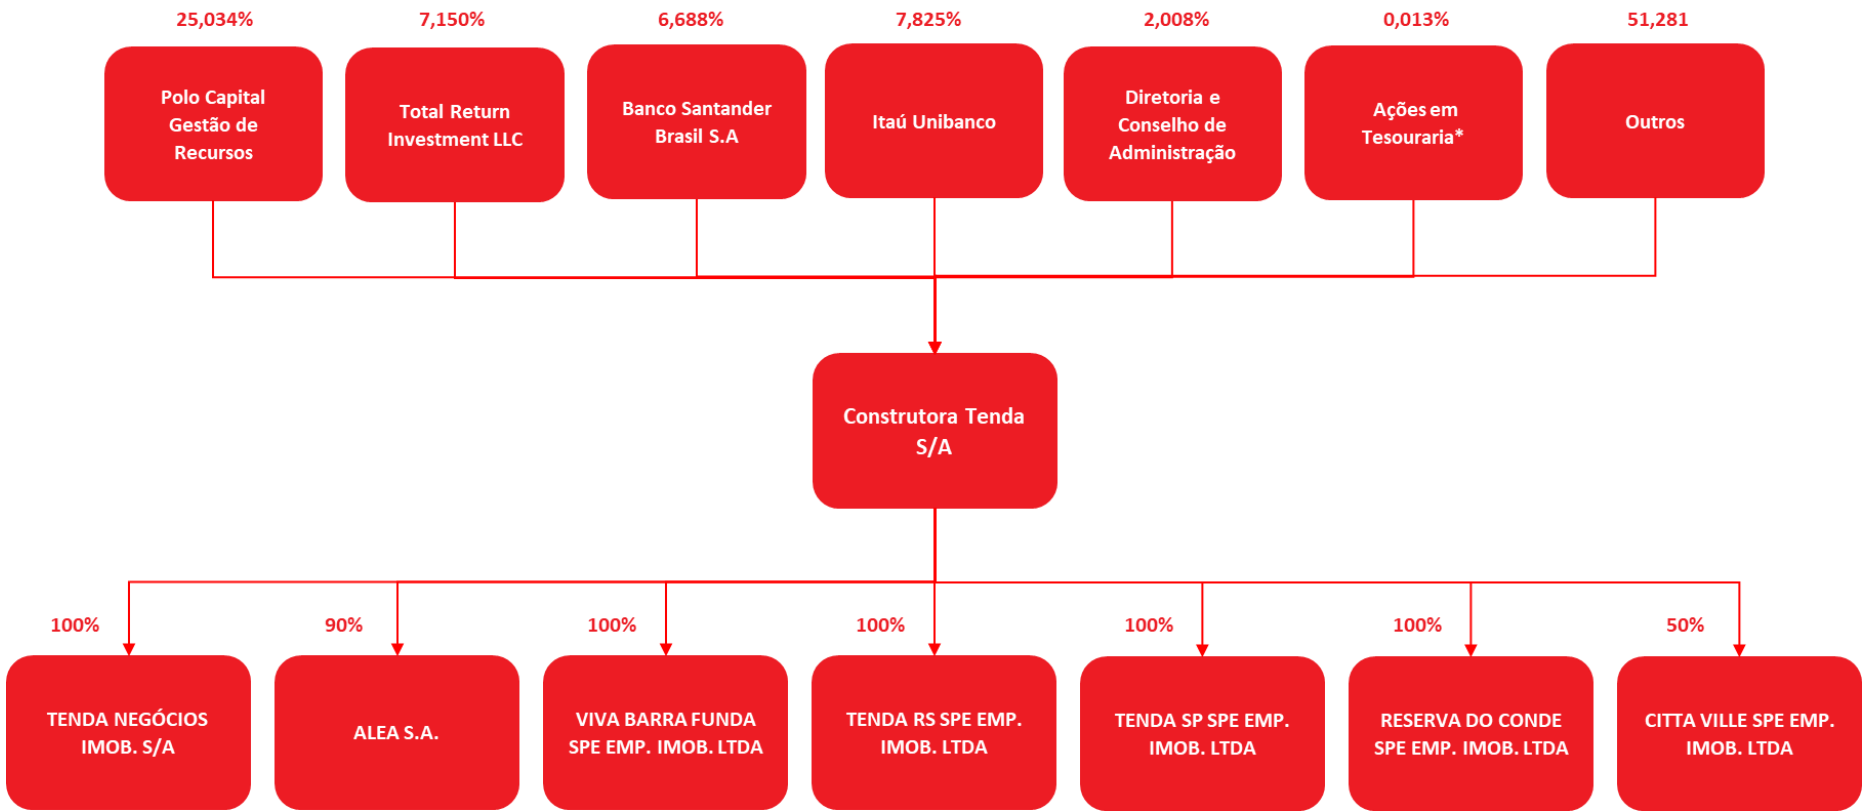 25,034%
7,150%
6,688%
7,825%
2,008%
0,013%
51,281
Polo Capital
Gestão de
Recursos
Total Return
Investment LLC
Banco Santander
Brasil S.A
Itaú Unibanco
Diretoria e
Conselho de
Administração
Ações em
Tesouraria*
Outros
Construtora Tenda
S/A
100%
90%
100%
100%
100%
100%
50%
TENDA NEGÓCIOS
IMOB. S/A
ALEA S.A.
VIVA BARRA FUNDA
SPE EMP. IMOB. LTDA
TENDA RS SPE EMP.
IMOB. LTDA
TENDA SP SPE EMP.
IMOB. LTDA
RESERVA DO CONDE
SPE EMP. IMOB. LTDA
CITTA VILLE SPE EMP.
IMOB. LTDA